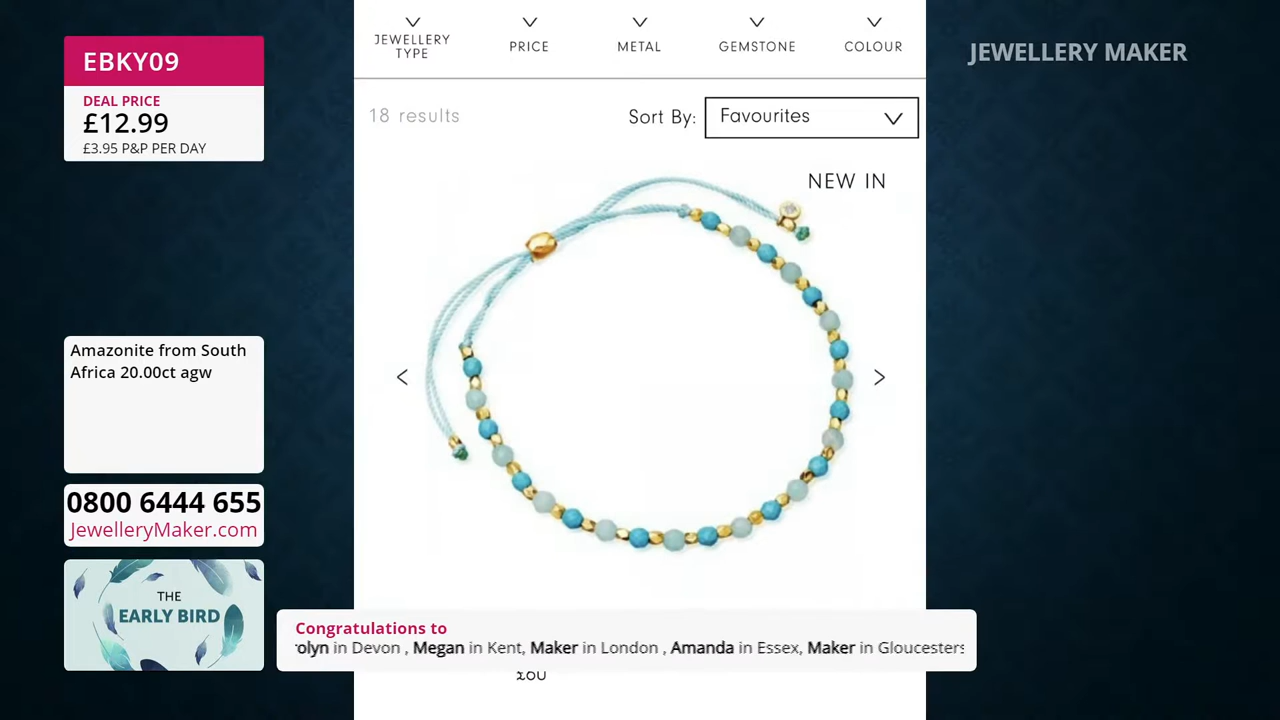 EBKY09
DEAL PRICE
£12.99
£3.95 P&P PER DAY
Amazonite from South
Africa 20.00ct agw
0800 6444 655
JewelleryMaker.com
THE
EARLY BIRD
JEWELLERY
TYPE
PRICE
METAL
GEMSTONE
COLOUR
18 results
Sort By:
Favourites
NEW IN
JEWELLERY MAKER
Congratulations to
olyn in Devon , Megan in Kent, Maker in London , Amanda in Essex, Maker in Gloucesters